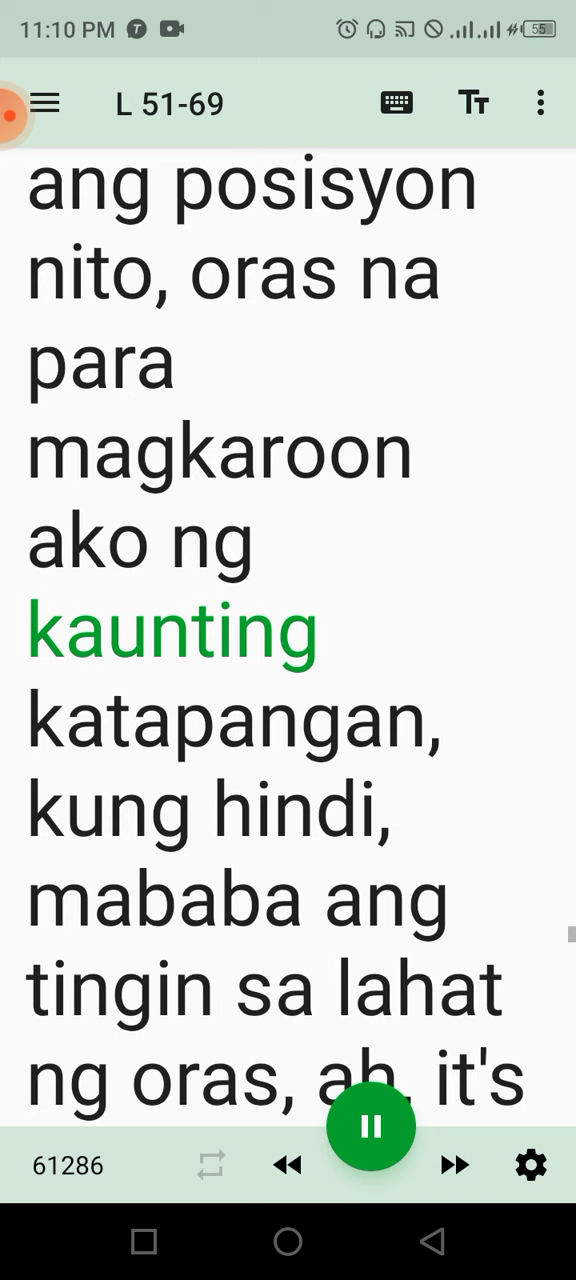 11:10 PM
55
L 51-69
ang posisyon
nito, oras na
para
magkaroon
ako ng
kaunting
katapangan,
kung hindi,
mababa ang
tingin sa lahat
ng oras, ah, it's
61286